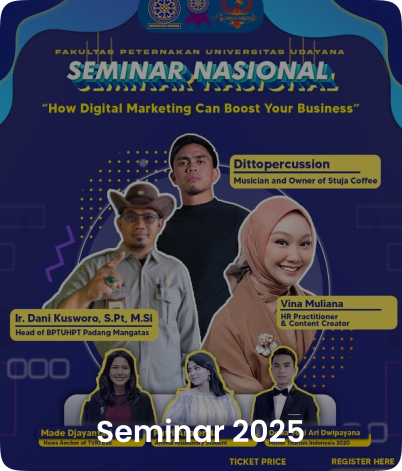 FAKULTAS PETERNAKAN UNIVERSITAS UDAYANA
SEMINAR NASIONAL
"How Digital Marketing Can Boost Your Business"
Dittopercussion
Musician and Owner of Stuja Coffee
Vina Muliana
HR Practitioner
& Content Creator
Ir. Dani Kusworo, S.Pt, M.Si
Head of BPTUHPT Padang Mangatas
Made Djayan
News Anchor of TVRI
Ari Dwipayana
Indonesia 2020
Seminar 2025
TICKET PRICE
REGISTER HERE